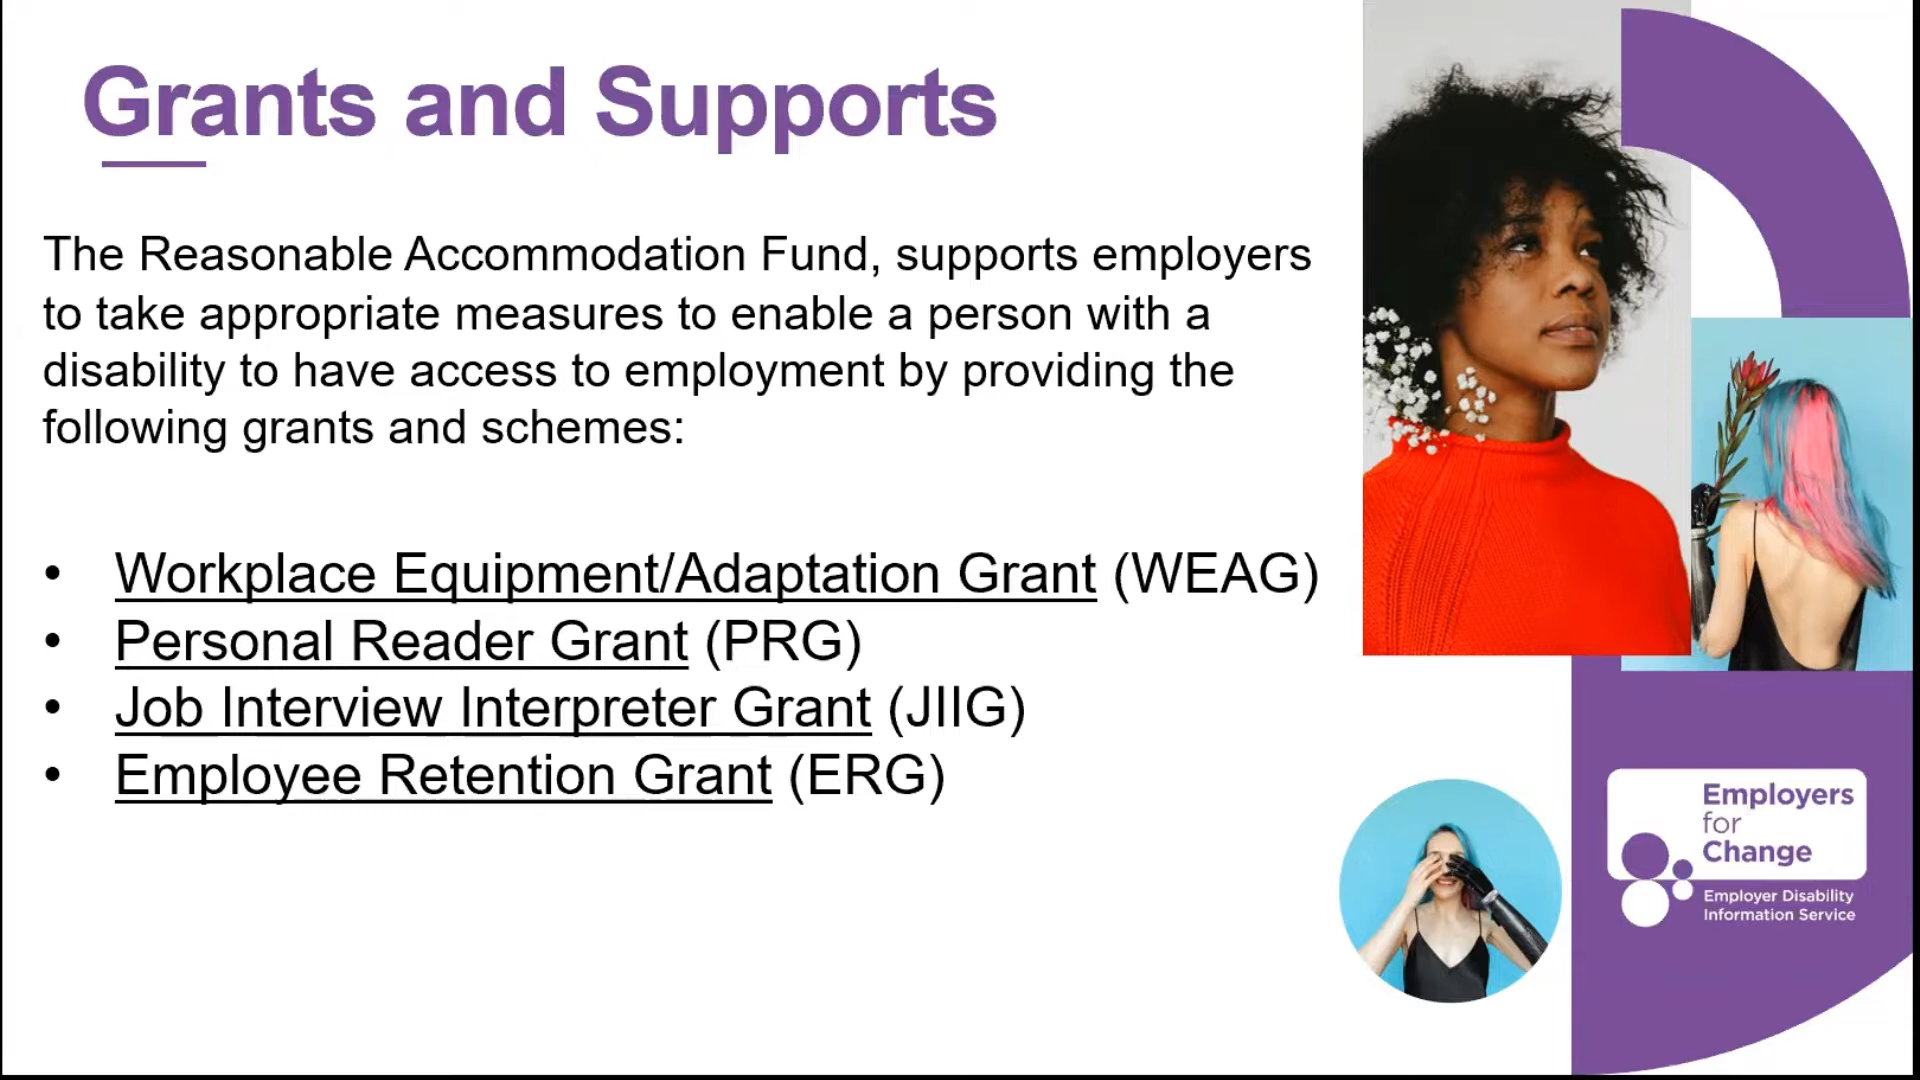 Grants and Supports
The Reasonable Accommodation Fund, supports employers
to take appropriate measures to enable a person with a
disability to have access to employment by providing the
following grants and schemes:
• Workplace Equipment/Adaptation Grant (WEAG)
• Personal Reader Grant (PRG)
• Job Interview Interpreter Grant (JIIG)
• Employee Retention Grant (ERG)
Employers
for
Change
Employer Disability
Information Service